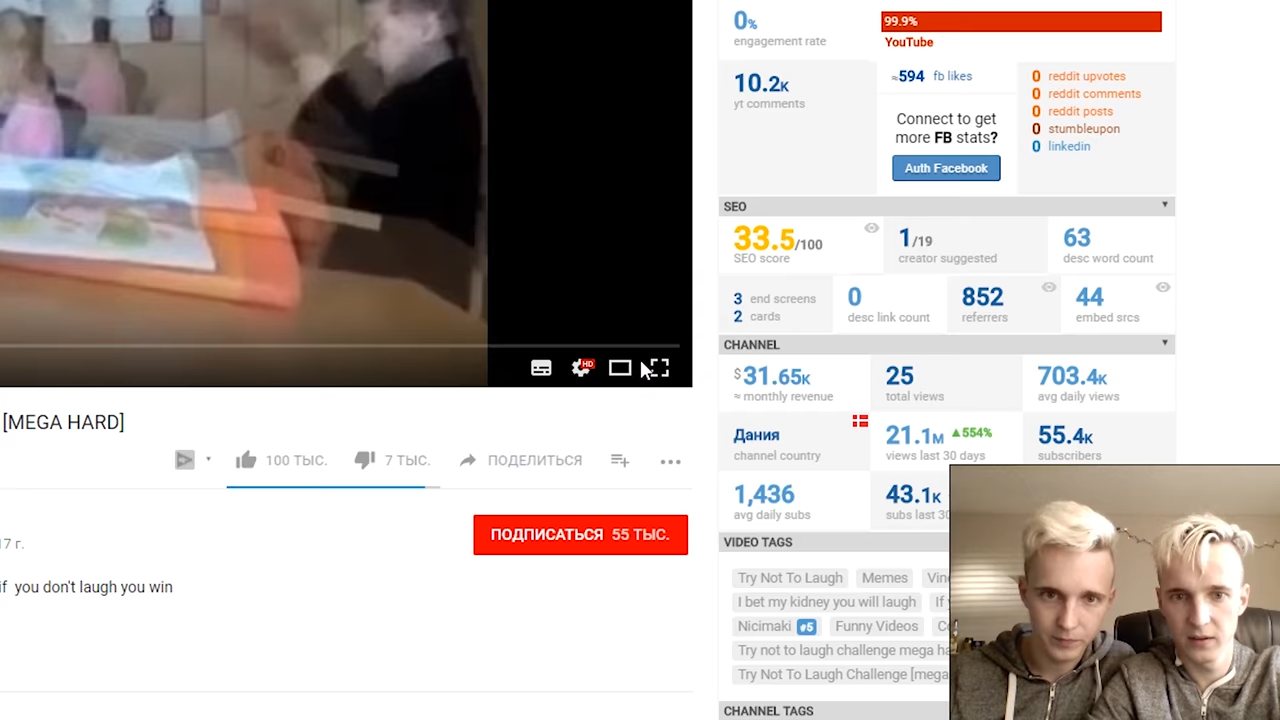 HD
[MEGA HARD]
100 ТЫС.
7 ТЫС.
ПОДЕЛИТЬСЯ
ПОДПИСАТЬСЯ 55 ТЫС.
17 г.
if you don't laugh you win
0%
engagement rate
99.9%
YouTube
10.2K
yt comments
≈594 fb likes
Connect to get
more FB stats?
Auth Facebook
0 reddit upvotes
0 reddit comments
0 reddit posts
0 stumbleupon
0 linkedin
SEO
33.5/100
SEO score
1/19
creator suggested
63
desc word count
3 end screens
2 cards
0
desc link count
852
referrers
44
embed srcs
CHANNEL
$31.65K
≈ monthly revenue
25
total views
703.4K
avg daily views
Дания
channel country
21.1M ▲554%
views last 30 days
55.4K
subscribers
1,436
avg daily subs
43.1K
subs last 30
VIDEO TAGS
Try Not To Laugh Memes Vin
I bet my kidney you will laugh If
Nicimaki #5 Funny Videos
Try not to laugh challenge mega ha
Try Not To Laugh Challenge [mega
CHANNEL TAGS